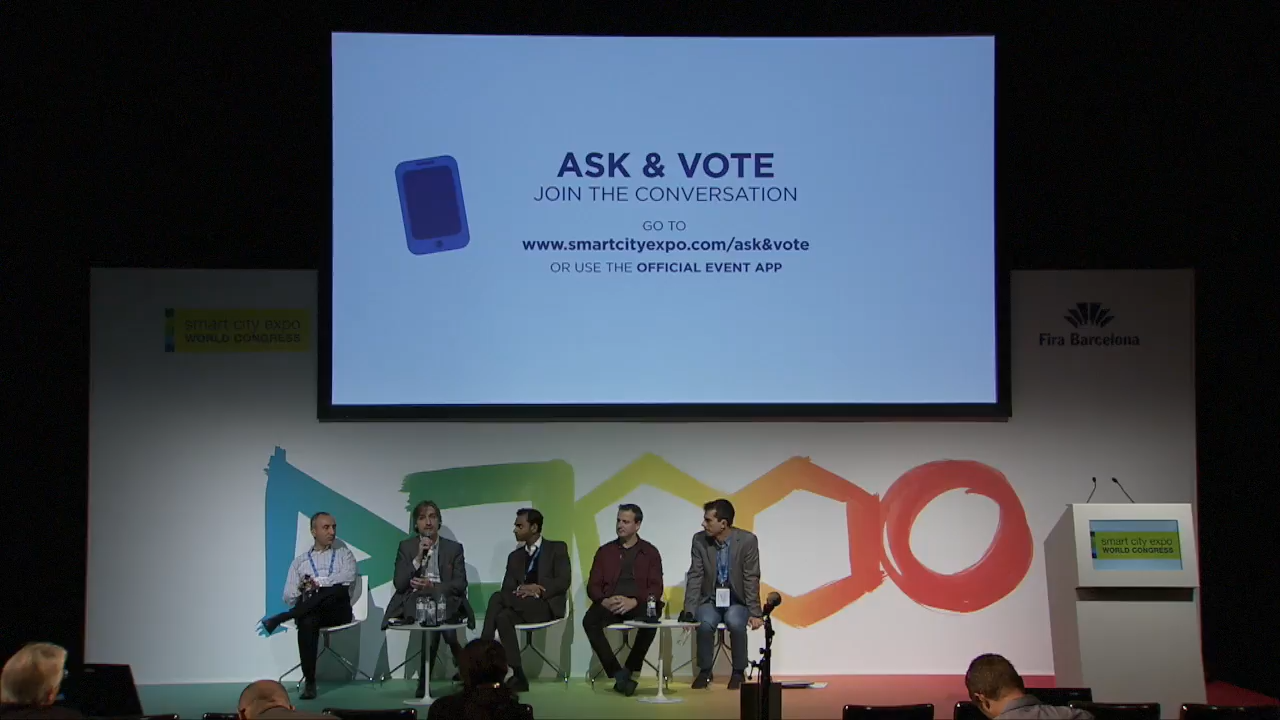 ASK & VOTE
JOIN THE CONVERSATION
GO TO
www.smartcityexpo.com/ask&vote
OR USE THE OFFICIAL EVENT APP
smart city expo
WORLD CONGRESS
Fira Barcelona
smart city expo
WORLD CONGRESS